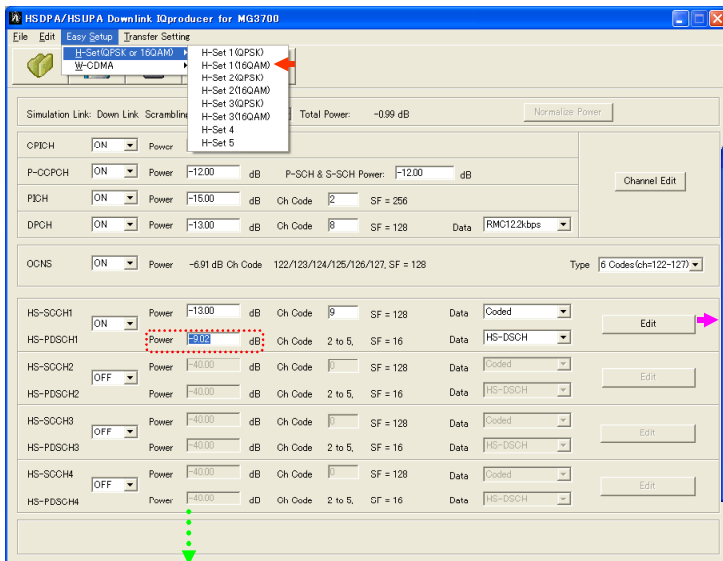 HSDPA/HSUPA Downlink IQproducer for MG3700
File Edit Easy Setup Transfer Setting
H-Set(QPSK or 16QAM)
W-CDMA
H-Set 1(QPSK)
H-Set 1(16QAM)
H-Set 2(QPSK)
H-Set 2(16QAM)
H-Set 3(QPSK)
H-Set 3(16QAM)
H-Set 4
H-Set 5
Simulation Link: Down Link Total Power: -0.99 dB Normalize Power
CPICH ON Power
P-CCPCH ON Power -12.00 dB P-SCH & S-SCH Power: -12.00 dB Channel Edit
PICH ON Power -15.00 dB Ch Code 2 SF = 256
DPCH ON Power -13.00 dB Ch Code 8 SF = 128 Data RMC12.2kbps
OCNS ON Power -6.91 dB Ch Code 122/123/124/125/126/127, SF = 128 Type 6 Codes(ch=122-127)
HS-SCCH1 ON Power -13.00 dB Ch Code 9 SF = 128 Data Coded Edit
HS-PDSCH1 Power -9.02 dB Ch Code 2 to 5, SF = 16 Data HS-DSCH
HS-SCCH2 OFF Power -40.00 dB Ch Code 0 SF = 128 Data Coded Edit
HS-PDSCH2 Power -40.00 dB Ch Code 2 to 5, SF = 16 Data HS-DSCH
HS-SCCH3 OFF Power -40.00 dB Ch Code 0 SF = 128 Data Coded Edit
HS-PDSCH3 Power -40.00 dB Ch Code 2 to 5, SF = 16 Data HS-DSCH
HS-SCCH4 OFF Power -40.00 dB Ch Code 0 SF = 128 Data Coded Edit
HS-PDSCH4 Power -40.00 dB Ch Code 2 to 5, SF = 16 Data HS-DSCH